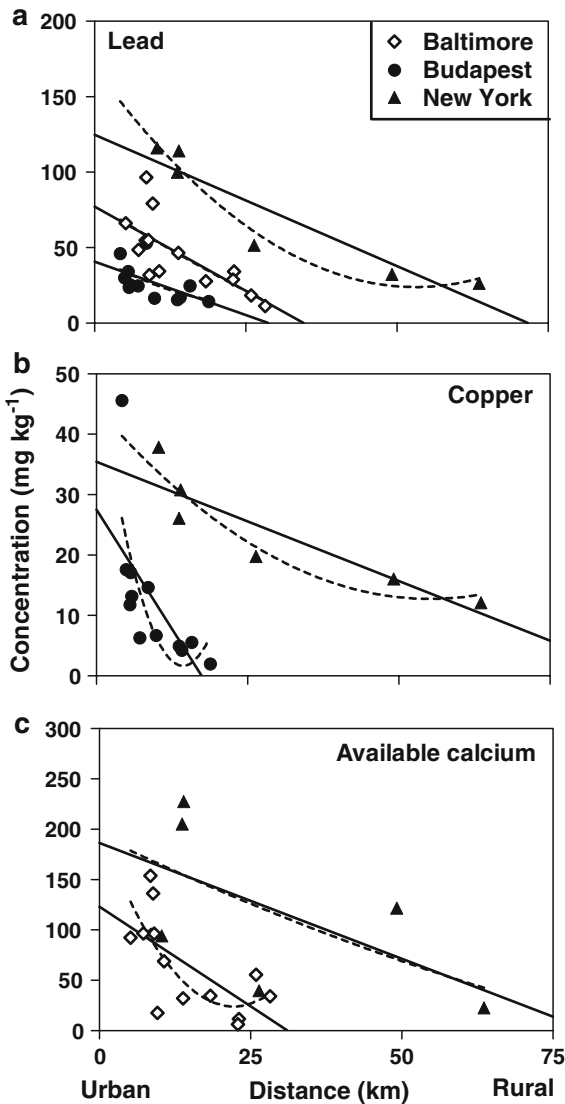 a
200
150
100
50
0
Lead
Baltimore
Budapest
New York
b
50
40
30
20
10
0
Copper
Concentration (mg kg⁻¹)
c
300
250
200
150
100
50
0
Available calcium
0 25 50 75
Urban Distance (km) Rural